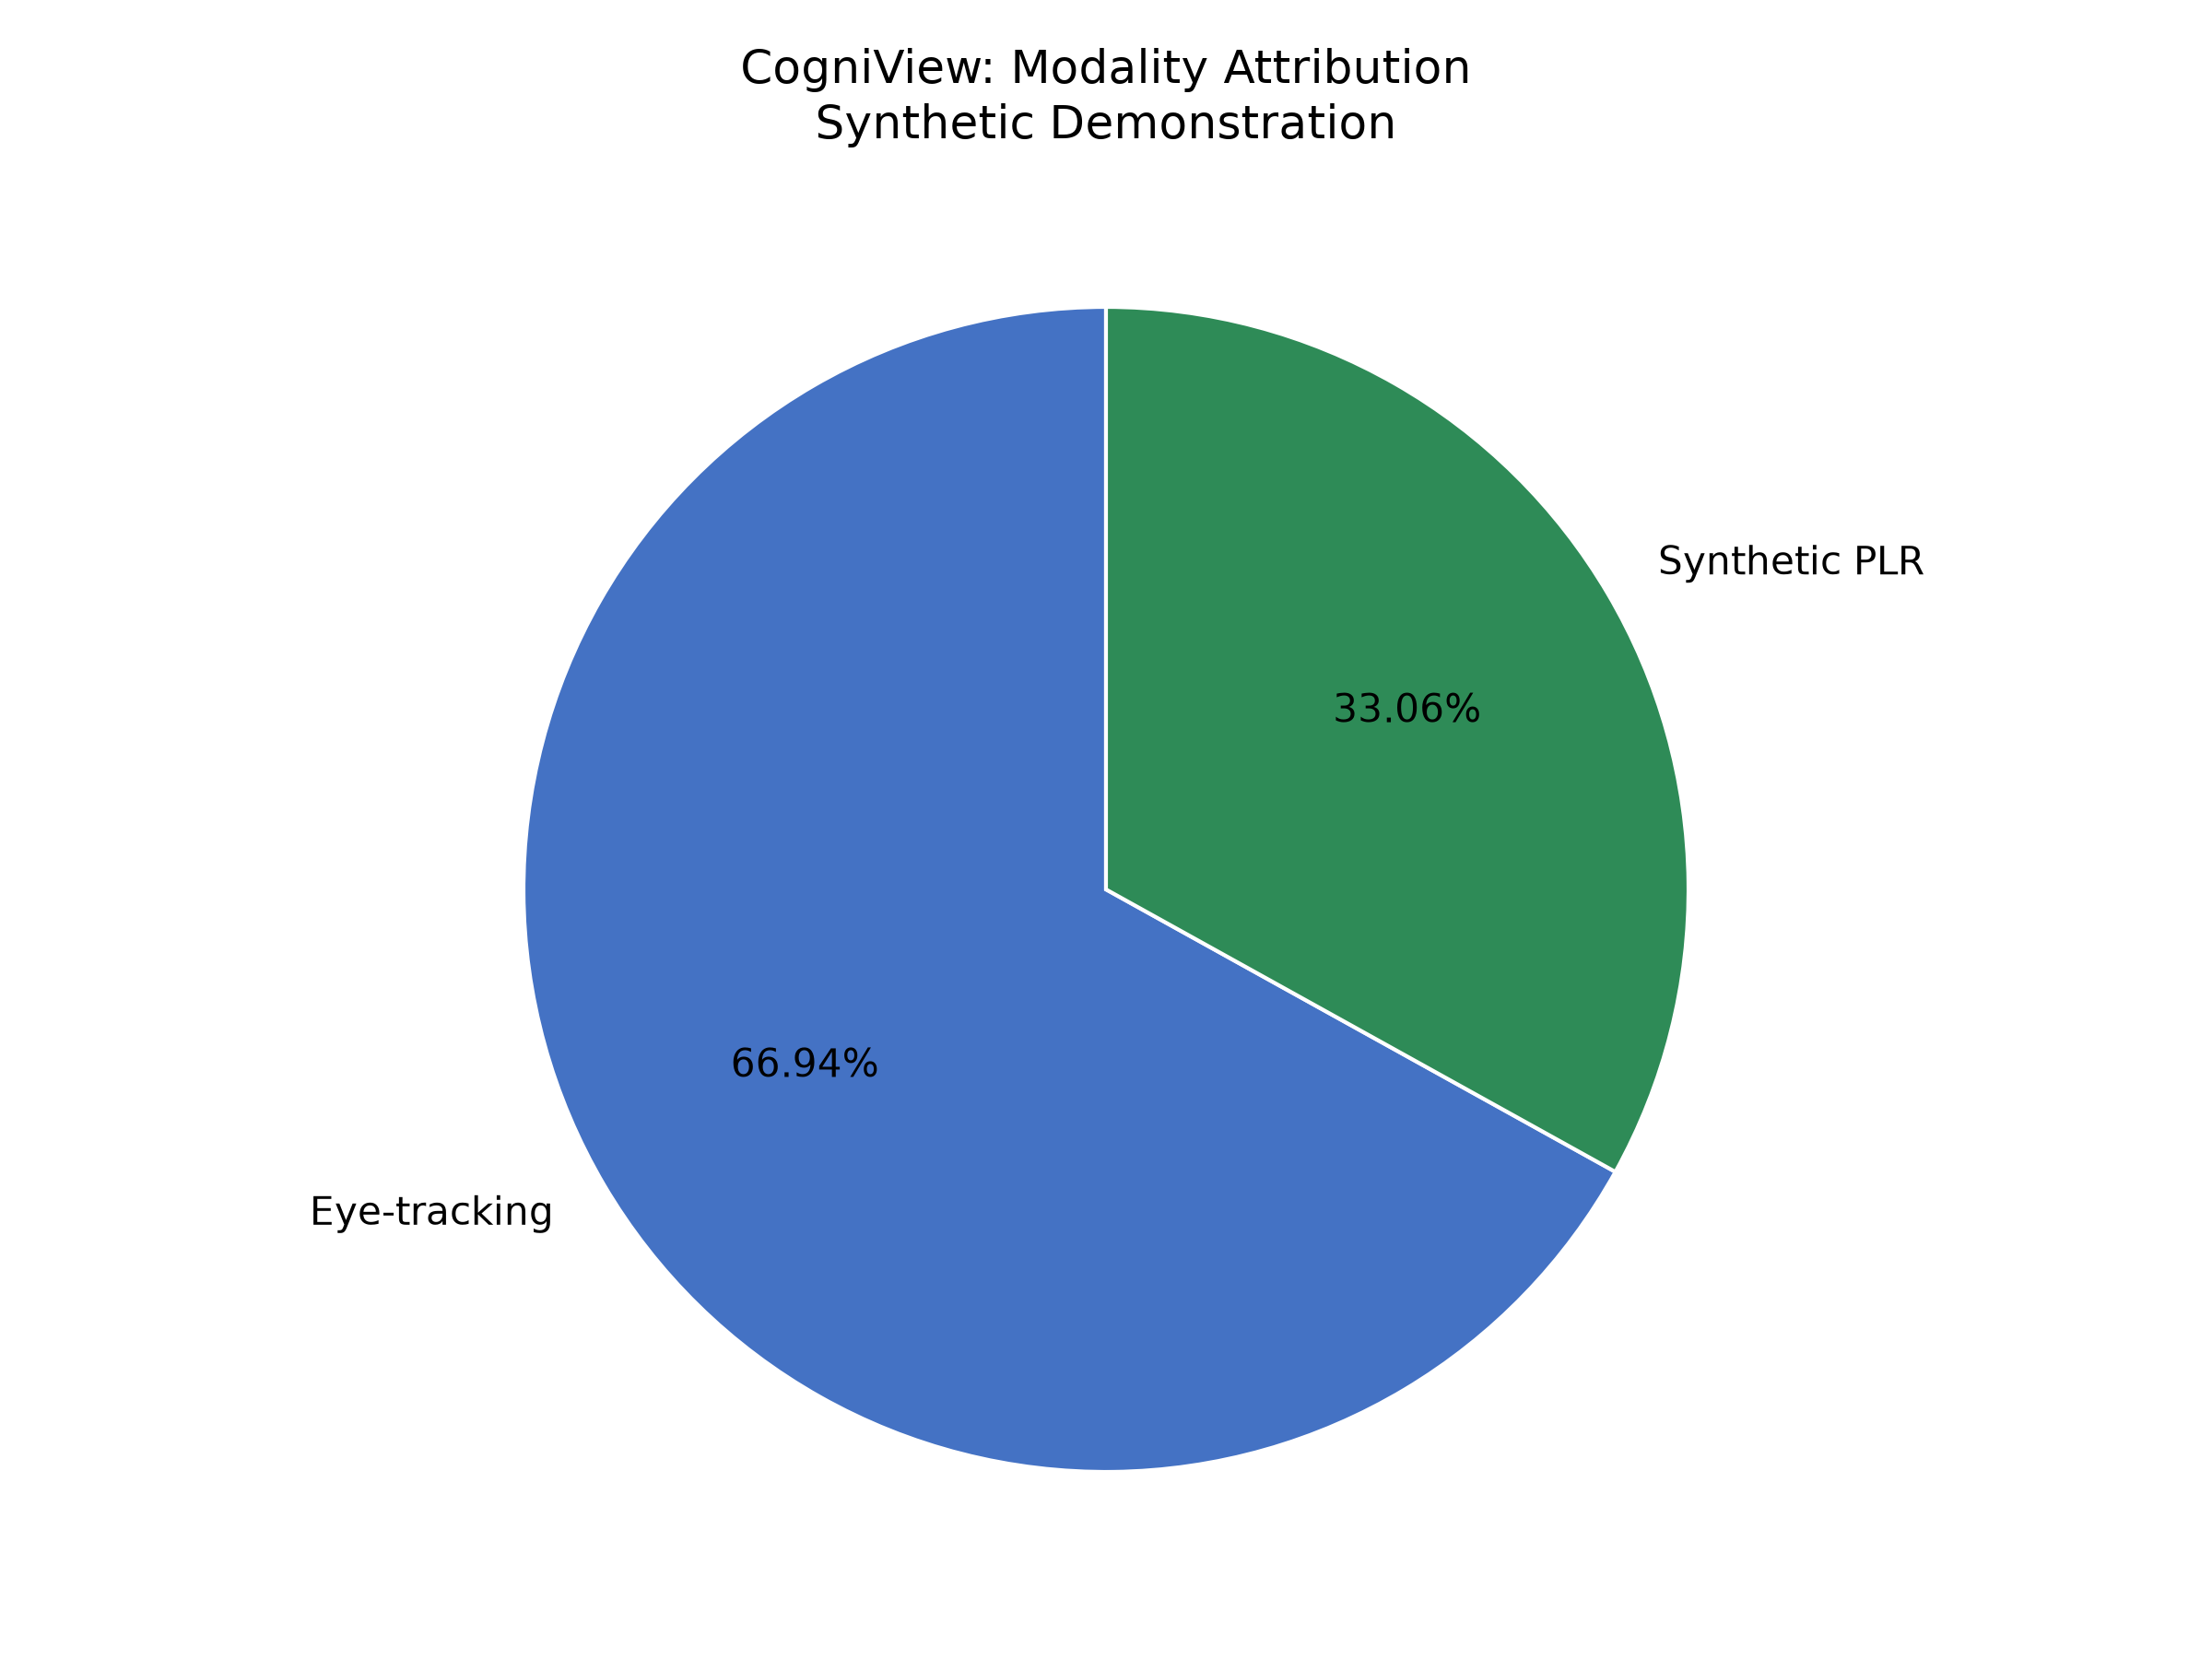 CogniView: Modality Attribution
Synthetic Demonstration
Synthetic PLR
33.06%
66.94%
Eye-tracking